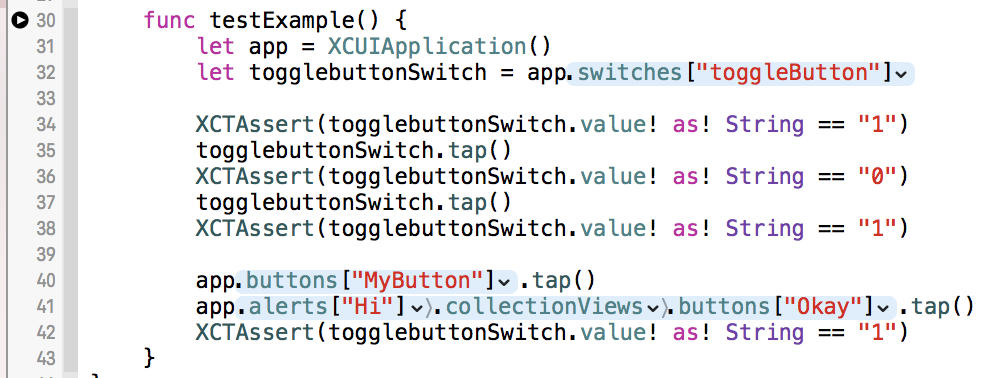 30 func testExample() {
31 let app = XCUIApplication()
32 let togglebuttonSwitch = app.switches["toggleButton"]
33
34 XCTAssert(togglebuttonSwitch.value! as! String == "1")
35 togglebuttonSwitch.tap()
36 XCTAssert(togglebuttonSwitch.value! as! String == "0")
37 togglebuttonSwitch.tap()
38 XCTAssert(togglebuttonSwitch.value! as! String == "1")
39
40 app.buttons["MyButton"].tap()
41 app.alerts["Hi"].collectionViews.buttons["Okay"].tap()
42 XCTAssert(togglebuttonSwitch.value! as! String == "1")
43 }